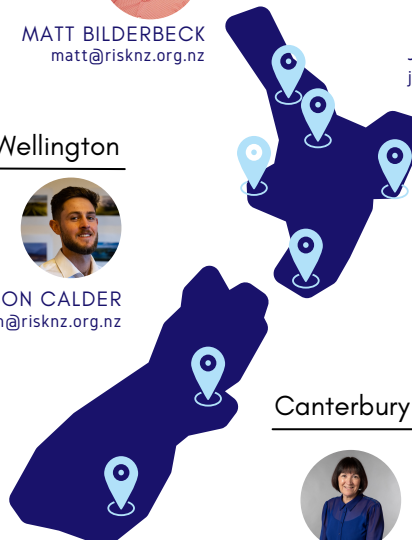 MATT BILDERBECK
matt@risknz.org.nz
Wellington
ON CALDER
n@risknz.org.nz
Canterbury